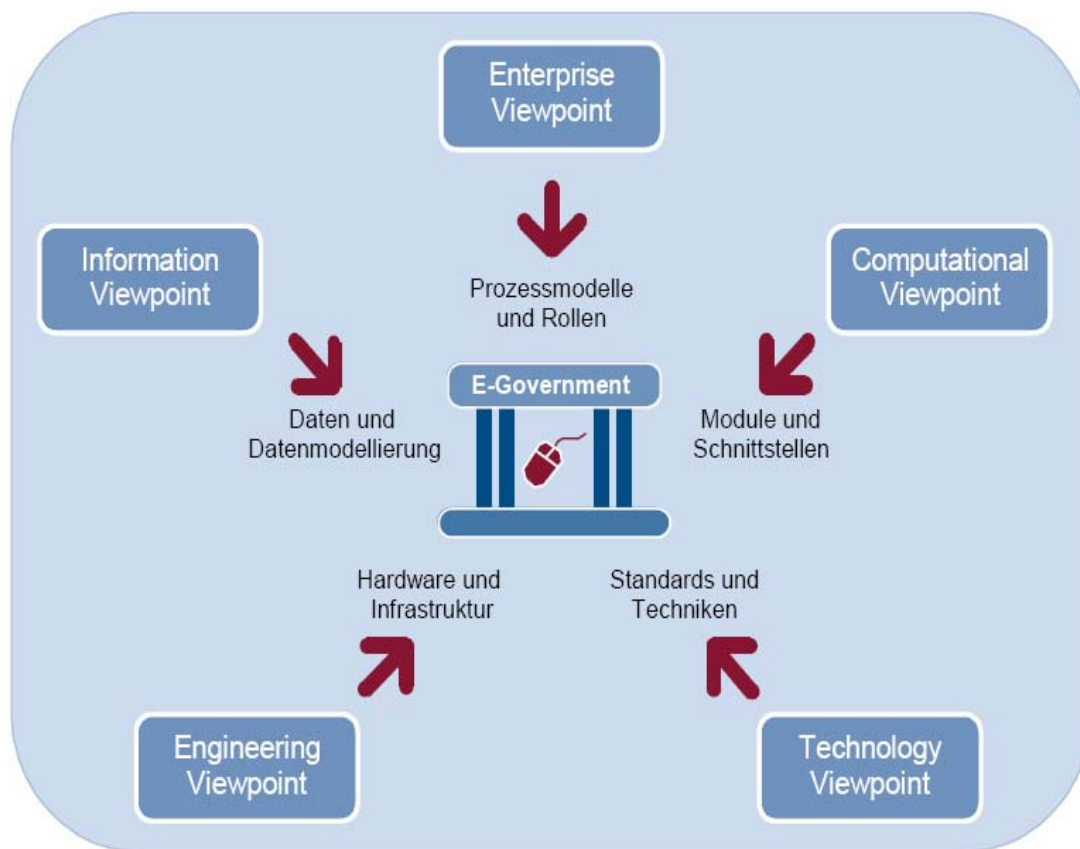 Enterprise
Viewpoint
Information
Viewpoint
Computational
Viewpoint
Prozessmodelle
und Rollen
E-Government
Daten und
Datenmodellierung
Module und
Schnittstellen
Hardware und
Infrastruktur
Standards und
Techniken
Engineering
Viewpoint
Technology
Viewpoint